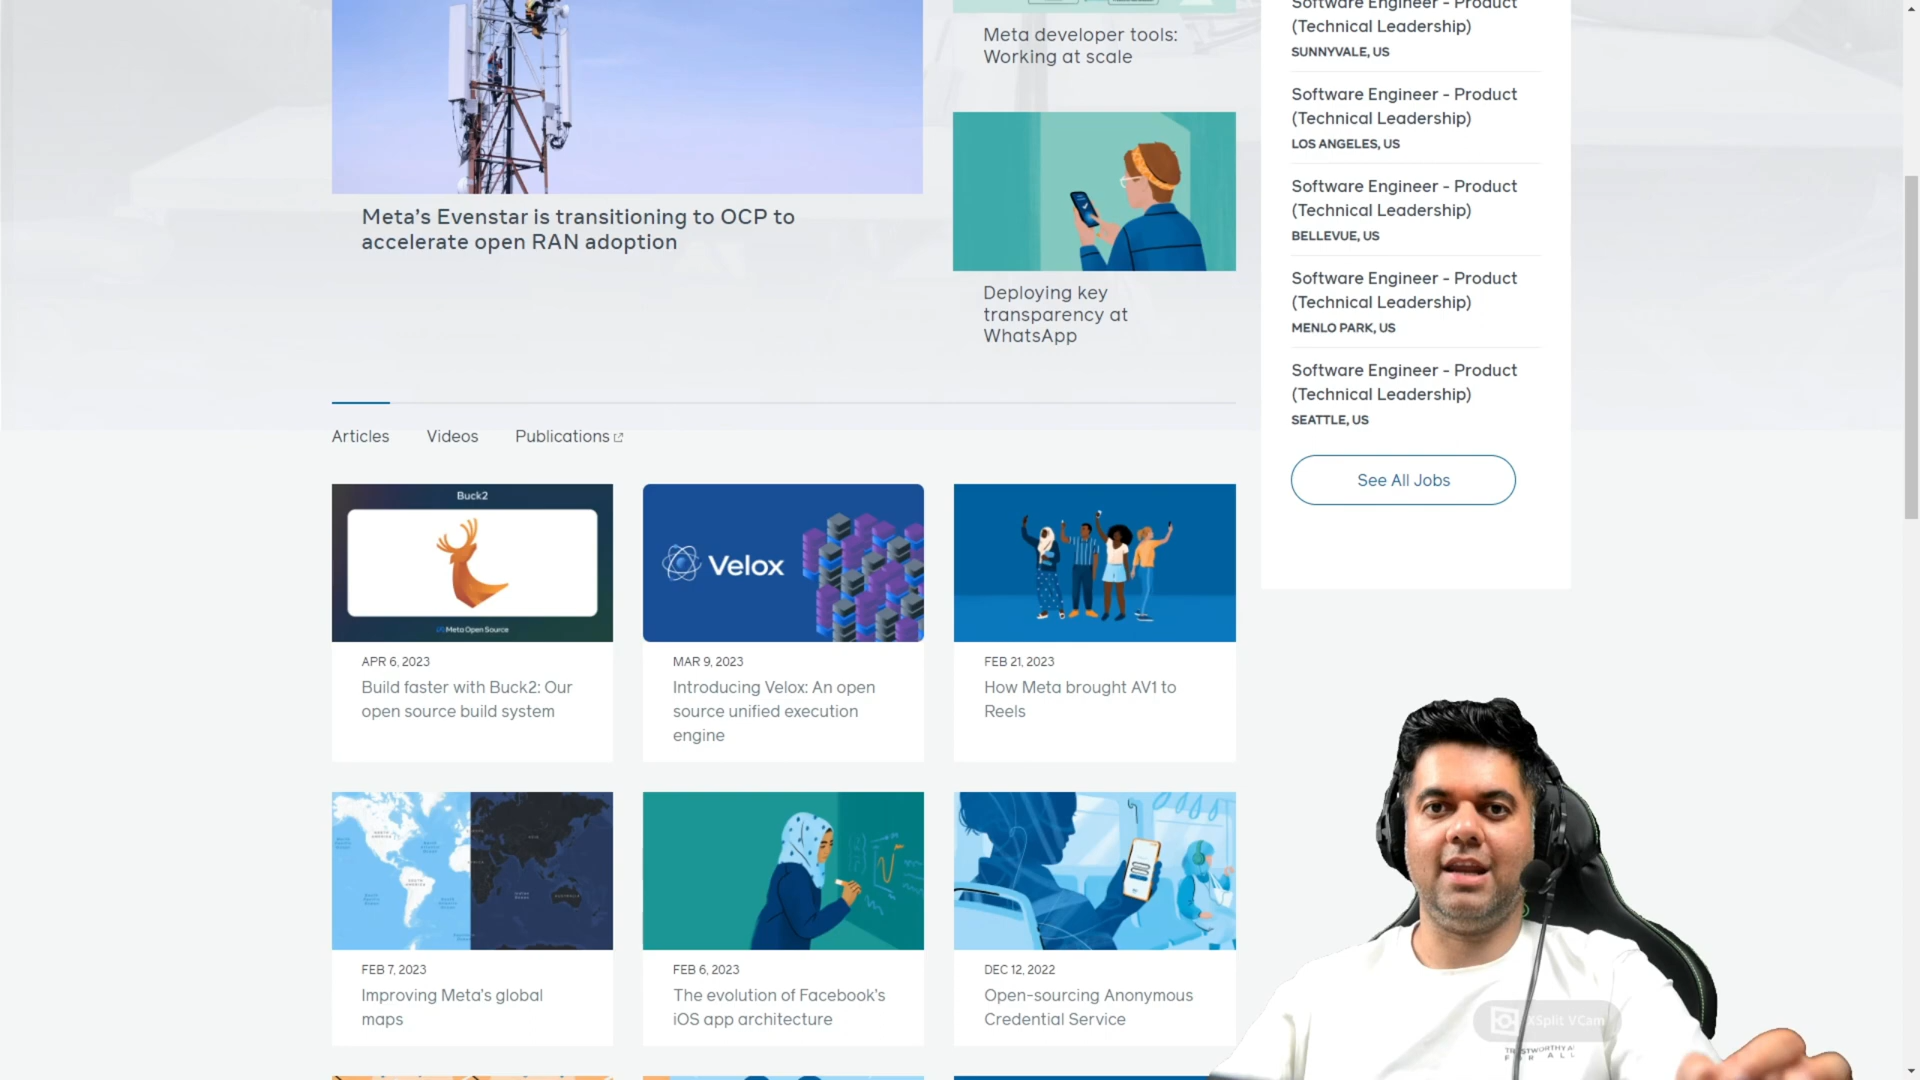 Meta developer tools:
Working at scale
Meta's Evenstar is transitioning to OCP to
accelerate open RAN adoption
Deploying key
transparency at
WhatsApp
Software Engineer - Product
(Technical Leadership)
SUNNYVALE, US
Software Engineer - Product
(Technical Leadership)
LOS ANGELES, US
Software Engineer - Product
(Technical Leadership)
BELLEVUE, US
Software Engineer - Product
(Technical Leadership)
MENLO PARK, US
Software Engineer - Product
(Technical Leadership)
SEATTLE, US
See All Jobs
Articles
Videos
Publications
Buck2
Meta Open Source
APR 6, 2023
Build faster with Buck2: Our
open source build system
Velox
MAR 9, 2023
Introducing Velox: An open
source unified execution
engine
FEB 21, 2023
How Meta brought AV1 to
Reels
FEB 7, 2023
Improving Meta's global
maps
FEB 6, 2023
The evolution of Facebook's
iOS app architecture
DEC 12, 2022
Open-sourcing Anonymous
Credential Service
XSplit VCam
FOR ALL